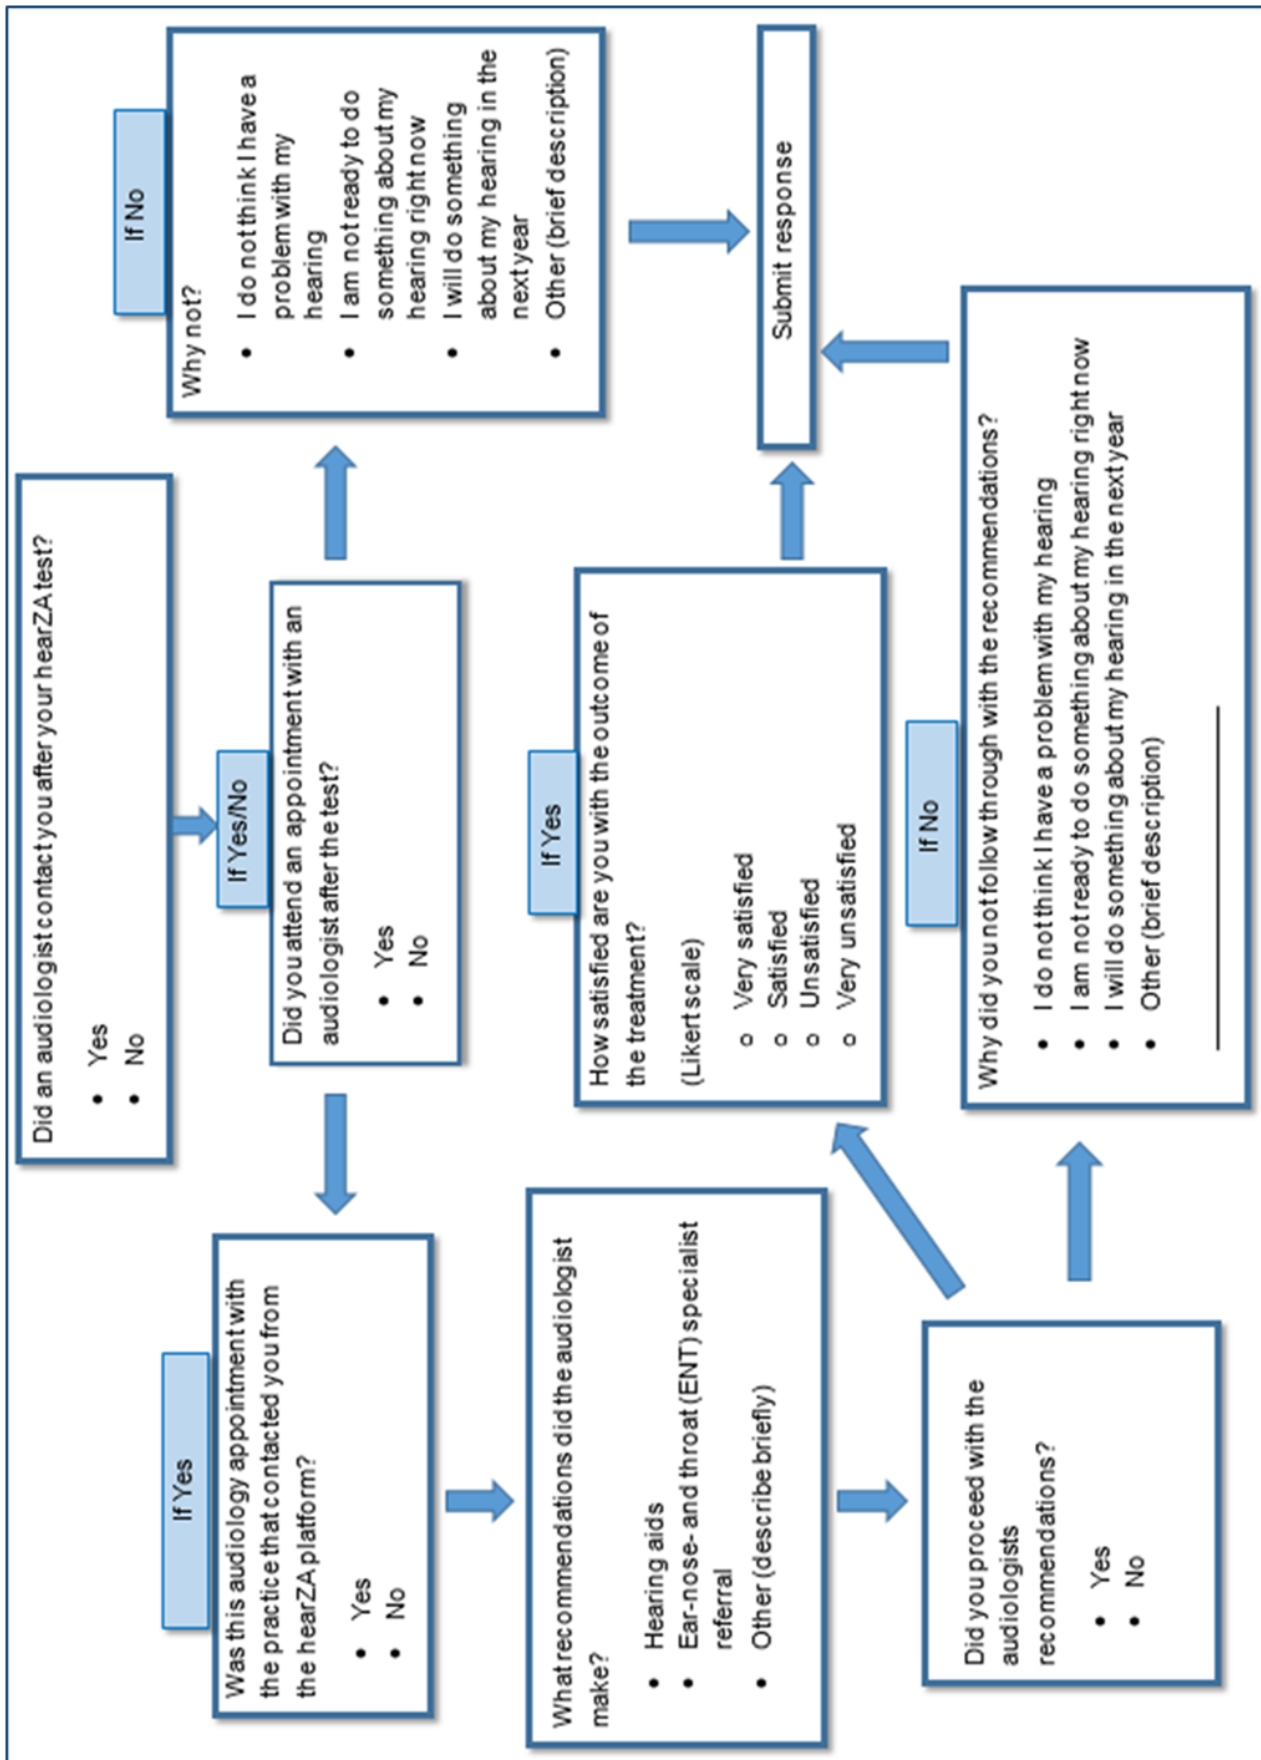 Did an audiologist contact you after your hearZA test?
• Yes
• No
If Yes/No
Did you attend an appointment with an
audiologist after the test?
• Yes
• No
If Yes
Was this audiology appointment with
the practice that contacted you from
the hearZA platform?
• Yes
• No
If No
Why not?
• I do not think I have a
problem with my
hearing
• I am not ready to do
something about my
hearing right now
• I will do something
about my hearing in the
next year
• Other (brief description)
What recommendations did the audiologist
make?
• Hearing aids
• Ear-nose- and throat (ENT) specialist
referral
• Other (describe briefly)
If Yes
How satisfied are you with the outcome of
the treatment?
(Likert scale)
o Very satisfied
o Satisfied
o Unsatisfied
o Very unsatisfied
Submit response
Did you proceed with the
audiologists
recommendations?
• Yes
• No
If No
Why did you not follow through with the recommendations?
• I do not think I have a problem with my hearing
• I am not ready to do something about my hearing right now
• I will do something about my hearing in the next year
• Other (brief description)